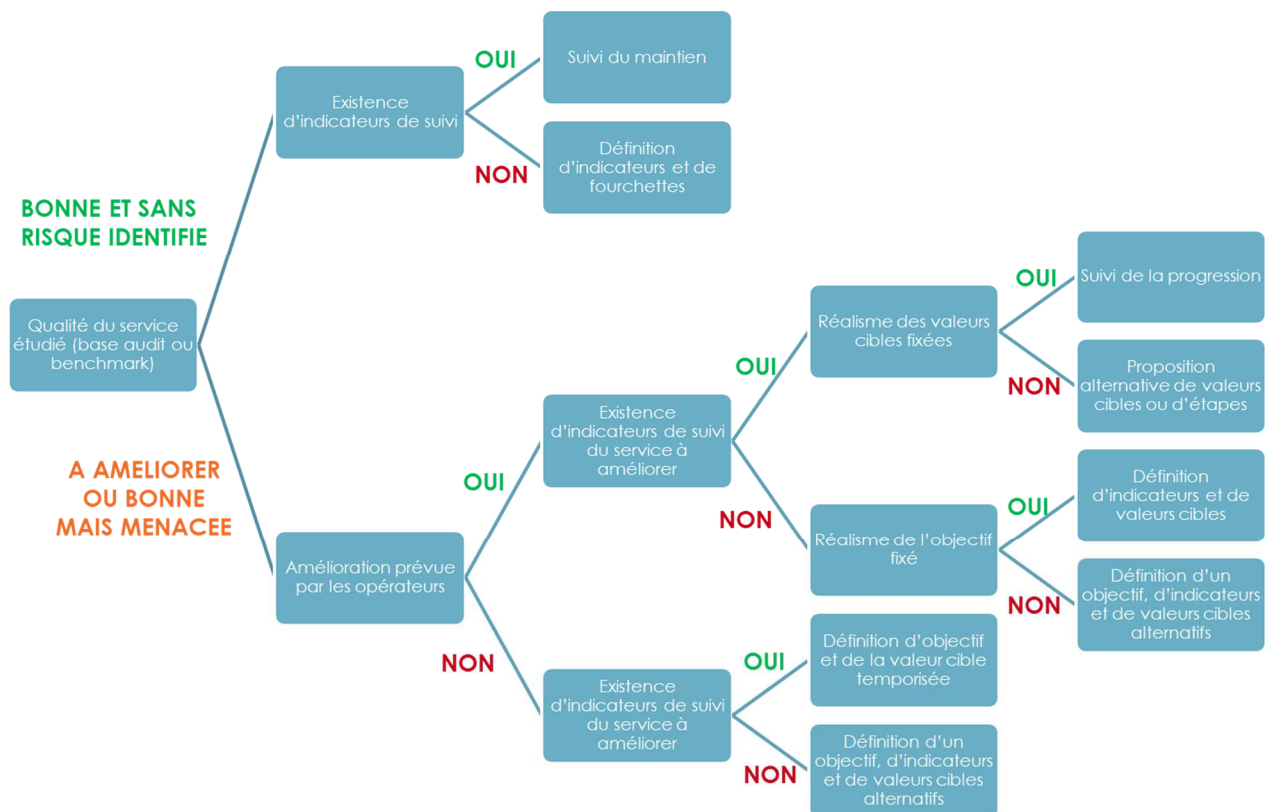 OUI
Suivi du maintien
Existence
d'indicateurs de suivi
NON
Définition
d'indicateurs et de
fourchettes
BONNE ET SANS
RISQUE IDENTIFIE
Qualité du service
étudié (base audit ou
benchmark)
A AMELIORER
OU BONNE
MAIS MENACEE
Amélioration prévue
par les opérateurs
OUI
Existence
d'indicateurs de suivi
du service à
améliorer
OUI
Réalisme des valeurs
cibles fixées
OUI
Suivi de la progression
NON
Proposition
alternative de valeurs
cibles ou d'étapes
NON
Réalisme de l'objectif
fixé
OUI
Définition
d'indicateurs et de
valeurs cibles
NON
Définition d'un
objectif, d'indicateurs
et de valeurs cibles
alternatifs
NON
Existence
d'indicateurs de suivi
du service à
améliorer
OUI
Définition d'objectif
et de la valeur cible
temporisée
NON
Définition d'un
objectif, d'indicateurs
et de valeurs cibles
alternatifs